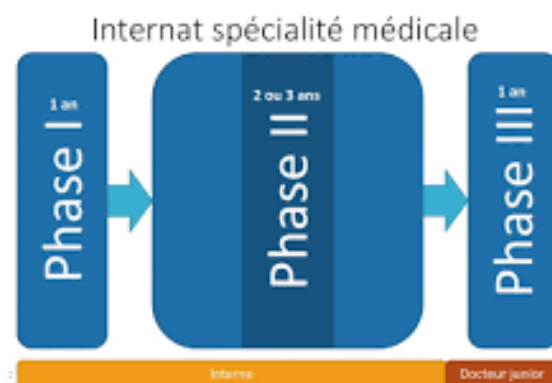 Internat spécialité médicale
1 an
Phase I
2 ou 3 ans
Phase II
1 an
Phase III
Interne
Docteur junior